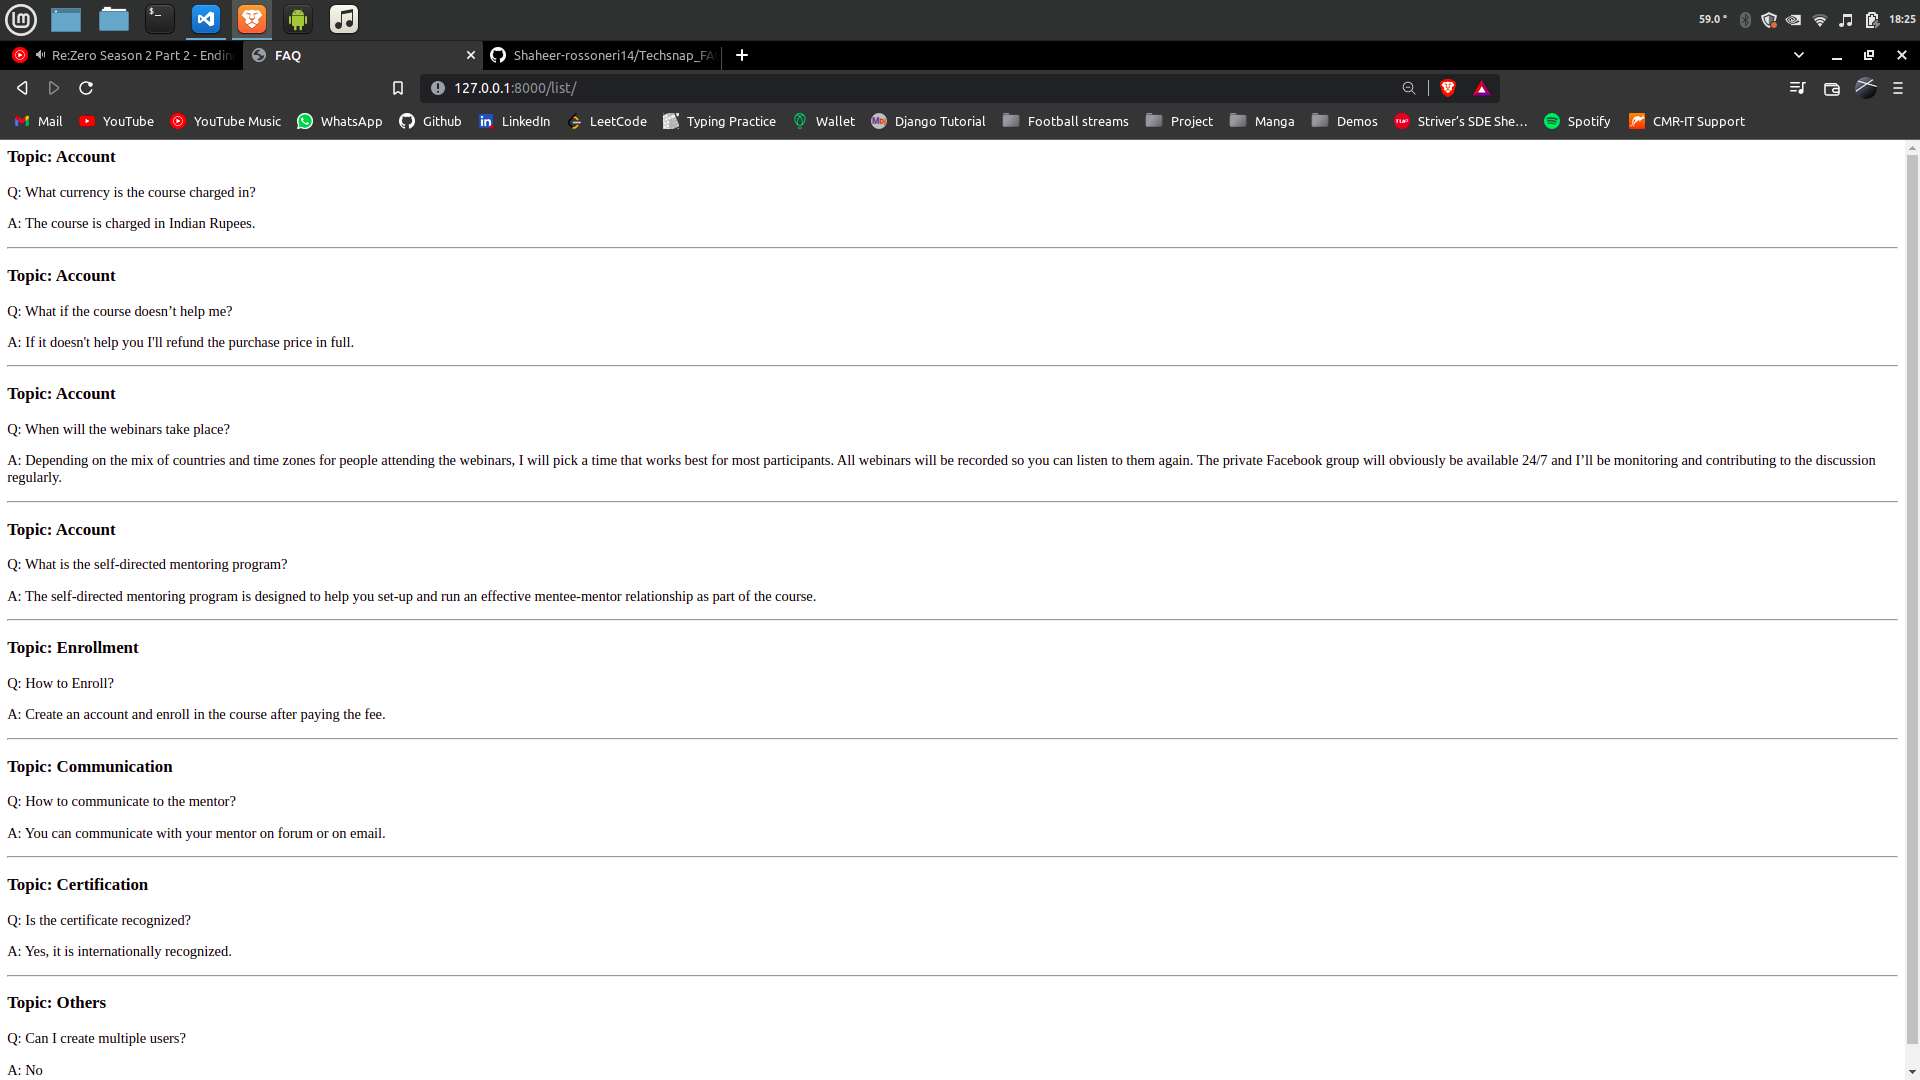 59.0 °
18:25
Re:Zero Season 2 Part 2 - Ending
FAQ
Shaheer-rossoneri14/Techsnap_FA
127.0.0.1:8000/list/
Mail
YouTube
YouTube Music
WhatsApp
Github
LinkedIn
LeetCode
Typing Practice
Wallet
Django Tutorial
Football streams
Project
Manga
Demos
Striver's SDE She...
Spotify
CMR-IT Support
Topic: Account
Q: What currency is the course charged in?
A: The course is charged in Indian Rupees.
Topic: Account
Q: What if the course doesn’t help me?
A: If it doesn't help you I'll refund the purchase price in full.
Topic: Account
Q: When will the webinars take place?
A: Depending on the mix of countries and time zones for people attending the webinars, I will pick a time that works best for most participants. All webinars will be recorded so you can listen to them again. The private Facebook group will obviously be available 24/7 and I’ll be monitoring and contributing to the discussion
regularly.
Topic: Account
Q: What is the self-directed mentoring program?
A: The self-directed mentoring program is designed to help you set-up and run an effective mentee-mentor relationship as part of the course.
Topic: Enrollment
Q: How to Enroll?
A: Create an account and enroll in the course after paying the fee.
Topic: Communication
Q: How to communicate to the mentor?
A: You can communicate with your mentor on forum or on email.
Topic: Certification
Q: Is the certificate recognized?
A: Yes, it is internationally recognized.
Topic: Others
Q: Can I create multiple users?
A: No